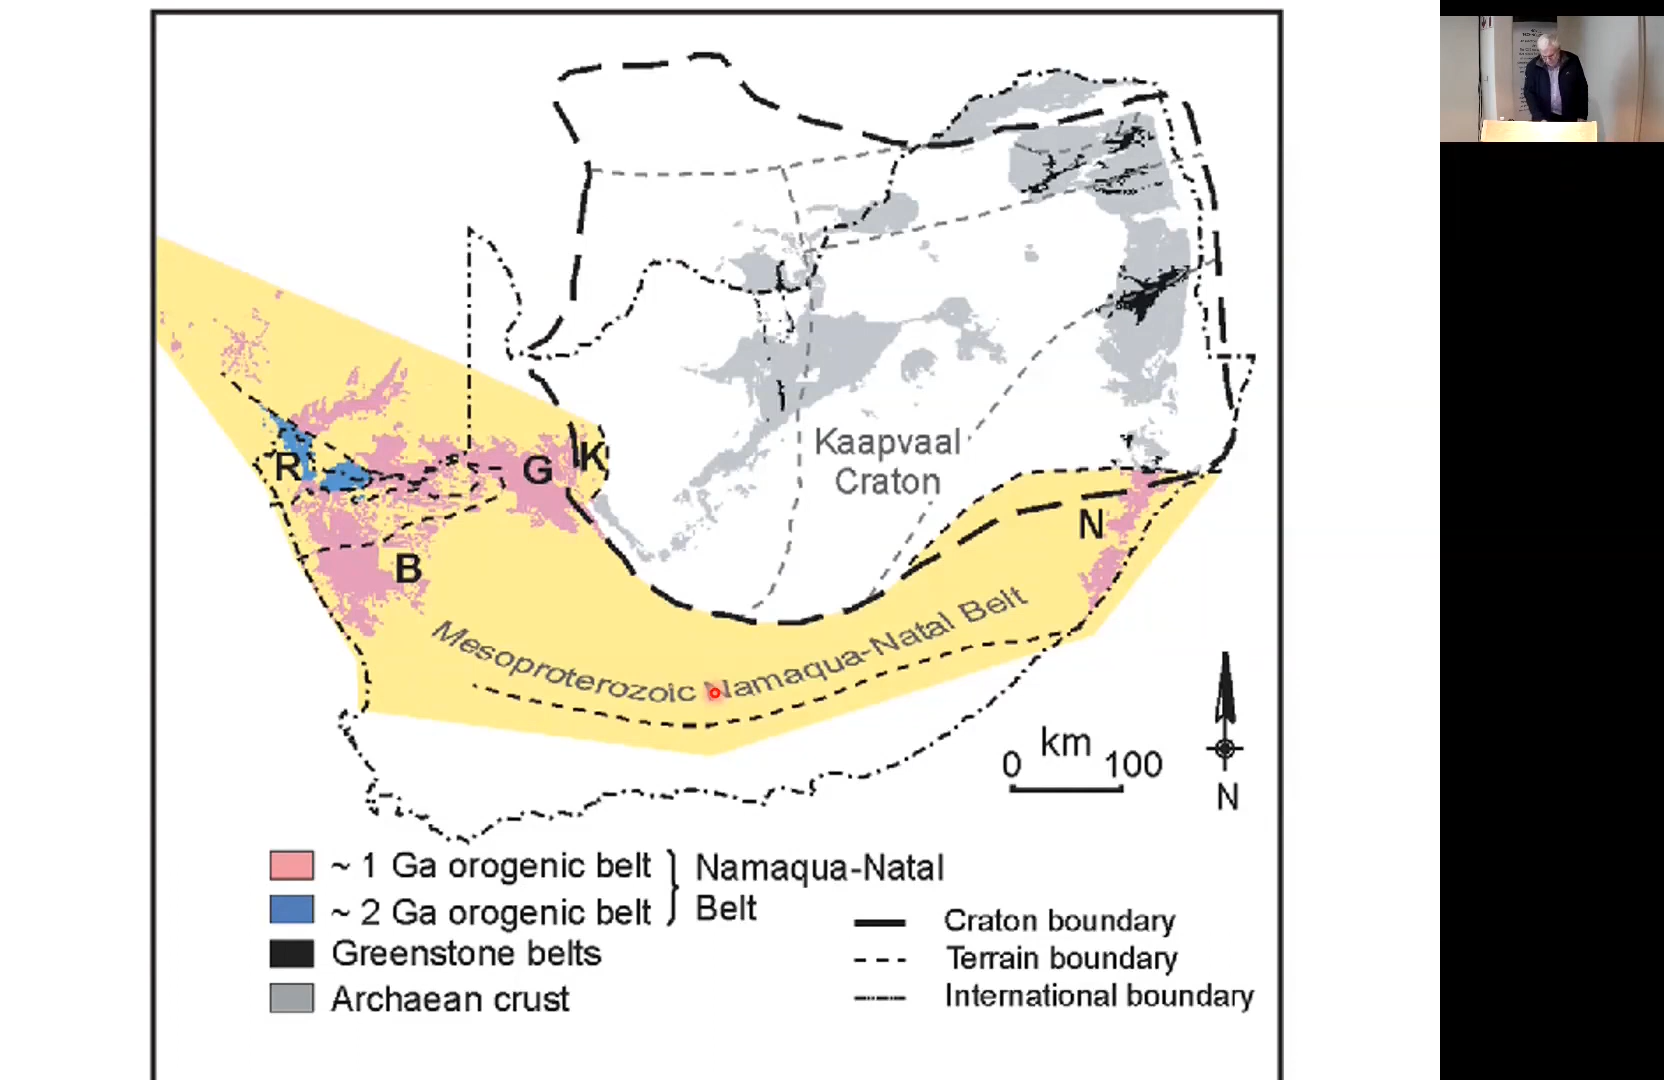 Kaapvaal
Craton
R
G
K
B
N
Mesoproterozoic Namaqua-Natal Belt
km
0 100
N
~ 1 Ga orogenic belt
~ 2 Ga orogenic belt
Namaqua-Natal
Belt
Greenstone belts
Archaean crust
Craton boundary
Terrain boundary
International boundary